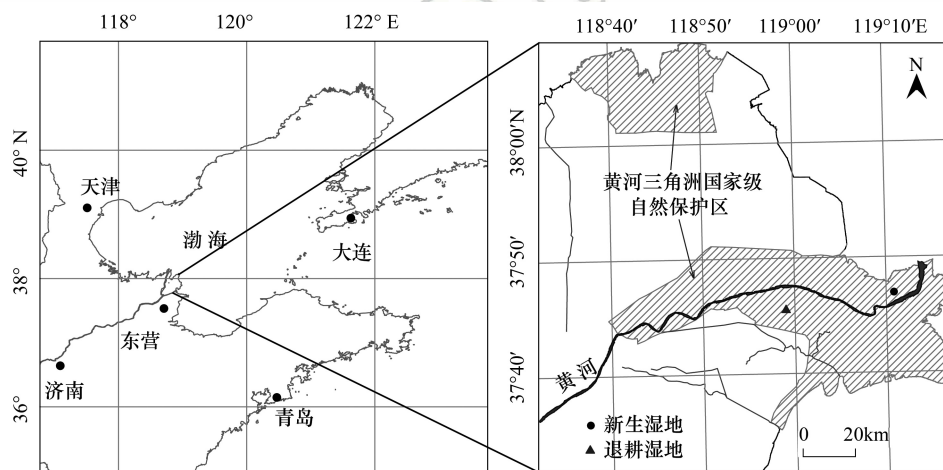 118°
120°
122° E
40° N
38°
36°
天津
渤海
大连
东营
济南
青岛
118°40′
118°50′
119°00′
119°10′E
38°00′N
37°50′
37°40′
N
黄河三角洲国家级
自然保护区
黄河
新生湿地
退耕湿地
0 20km